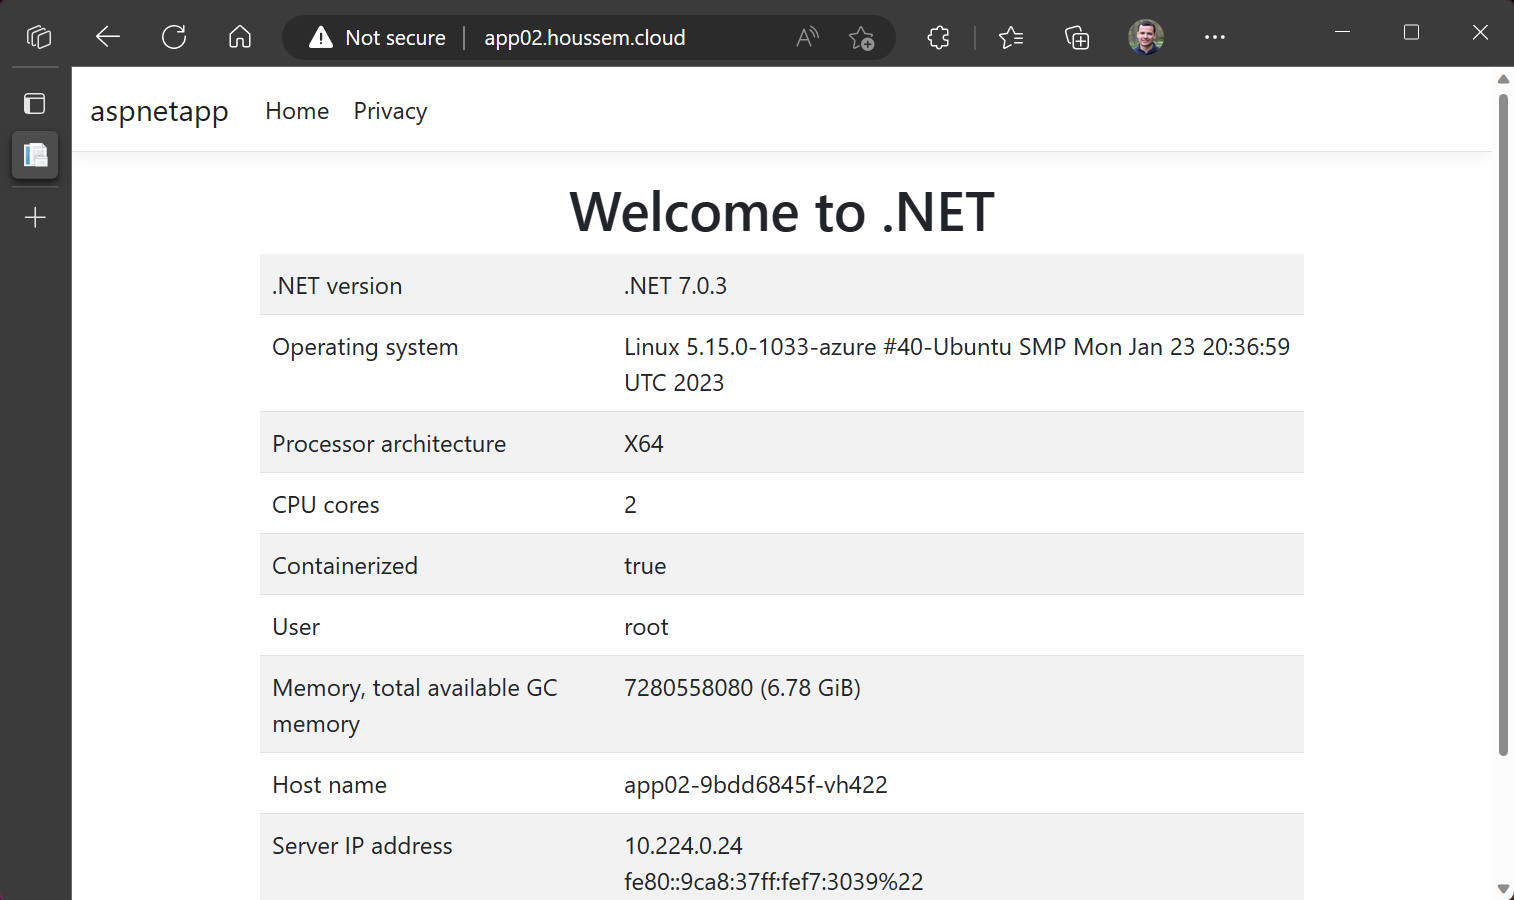 Not secure | app02.houssem.cloud
aspnetapp Home Privacy
Welcome to .NET
.NET version .NET 7.0.3
Operating system Linux 5.15.0-1033-azure #40-Ubuntu SMP Mon Jan 23 20:36:59
UTC 2023
Processor architecture X64
CPU cores 2
Containerized true
User root
Memory, total available GC 7280558080 (6.78 GiB)
memory
Host name app02-9bdd6845f-vh422
Server IP address 10.224.0.24
fe80::9ca8:37ff:fef7:3039%22